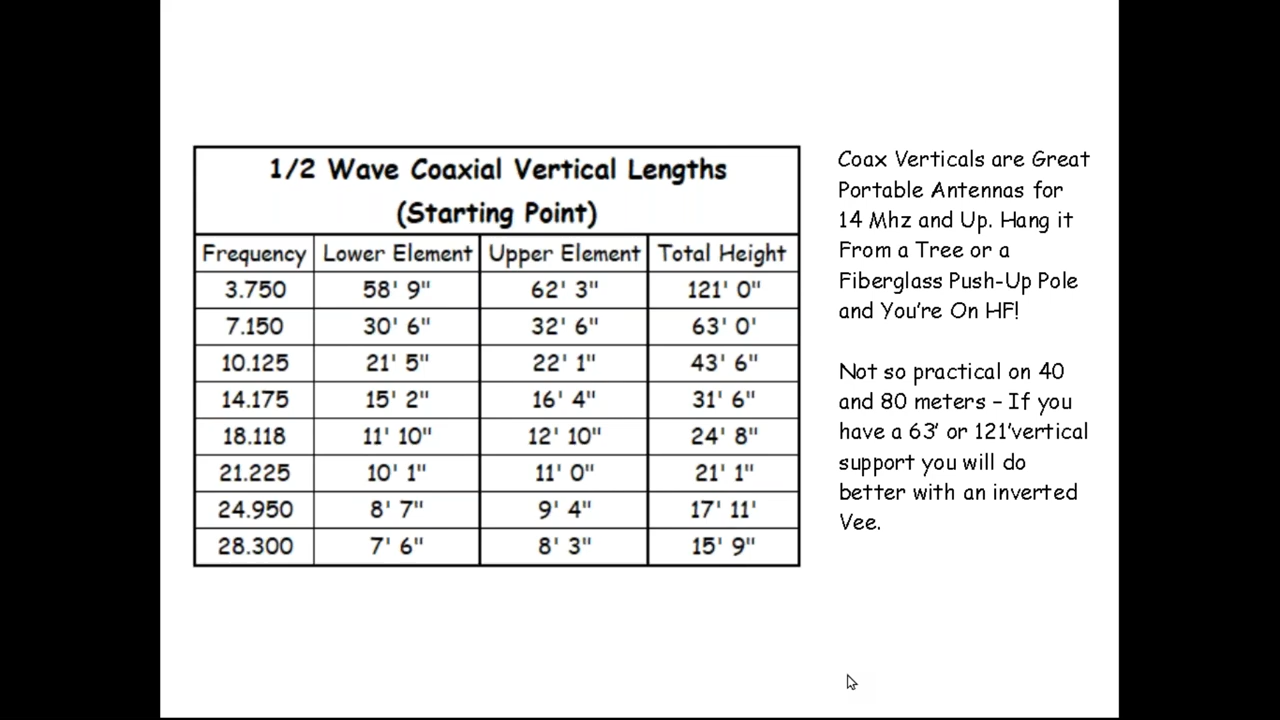 1/2 Wave Coaxial Vertical Lengths
(Starting Point)
Frequency Lower Element Upper Element Total Height
3.750 58' 9" 62' 3" 121' 0"
7.150 30' 6" 32' 6" 63' 0'
10.125 21' 5" 22' 1" 43' 6"
14.175 15' 2" 16' 4" 31' 6"
18.118 11' 10" 12' 10" 24' 8"
21.225 10' 1" 11' 0" 21' 1"
24.950 8' 7" 9' 4" 17' 11'
28.300 7' 6" 8' 3" 15' 9"
Coax Verticals are Great
Portable Antennas for
14 Mhz and Up. Hang it
From a Tree or a
Fiberglass Push-Up Pole
and You're On HF!
Not so practical on 40
and 80 meters – If you
have a 63' or 121'vertical
support you will do
better with an inverted
Vee.